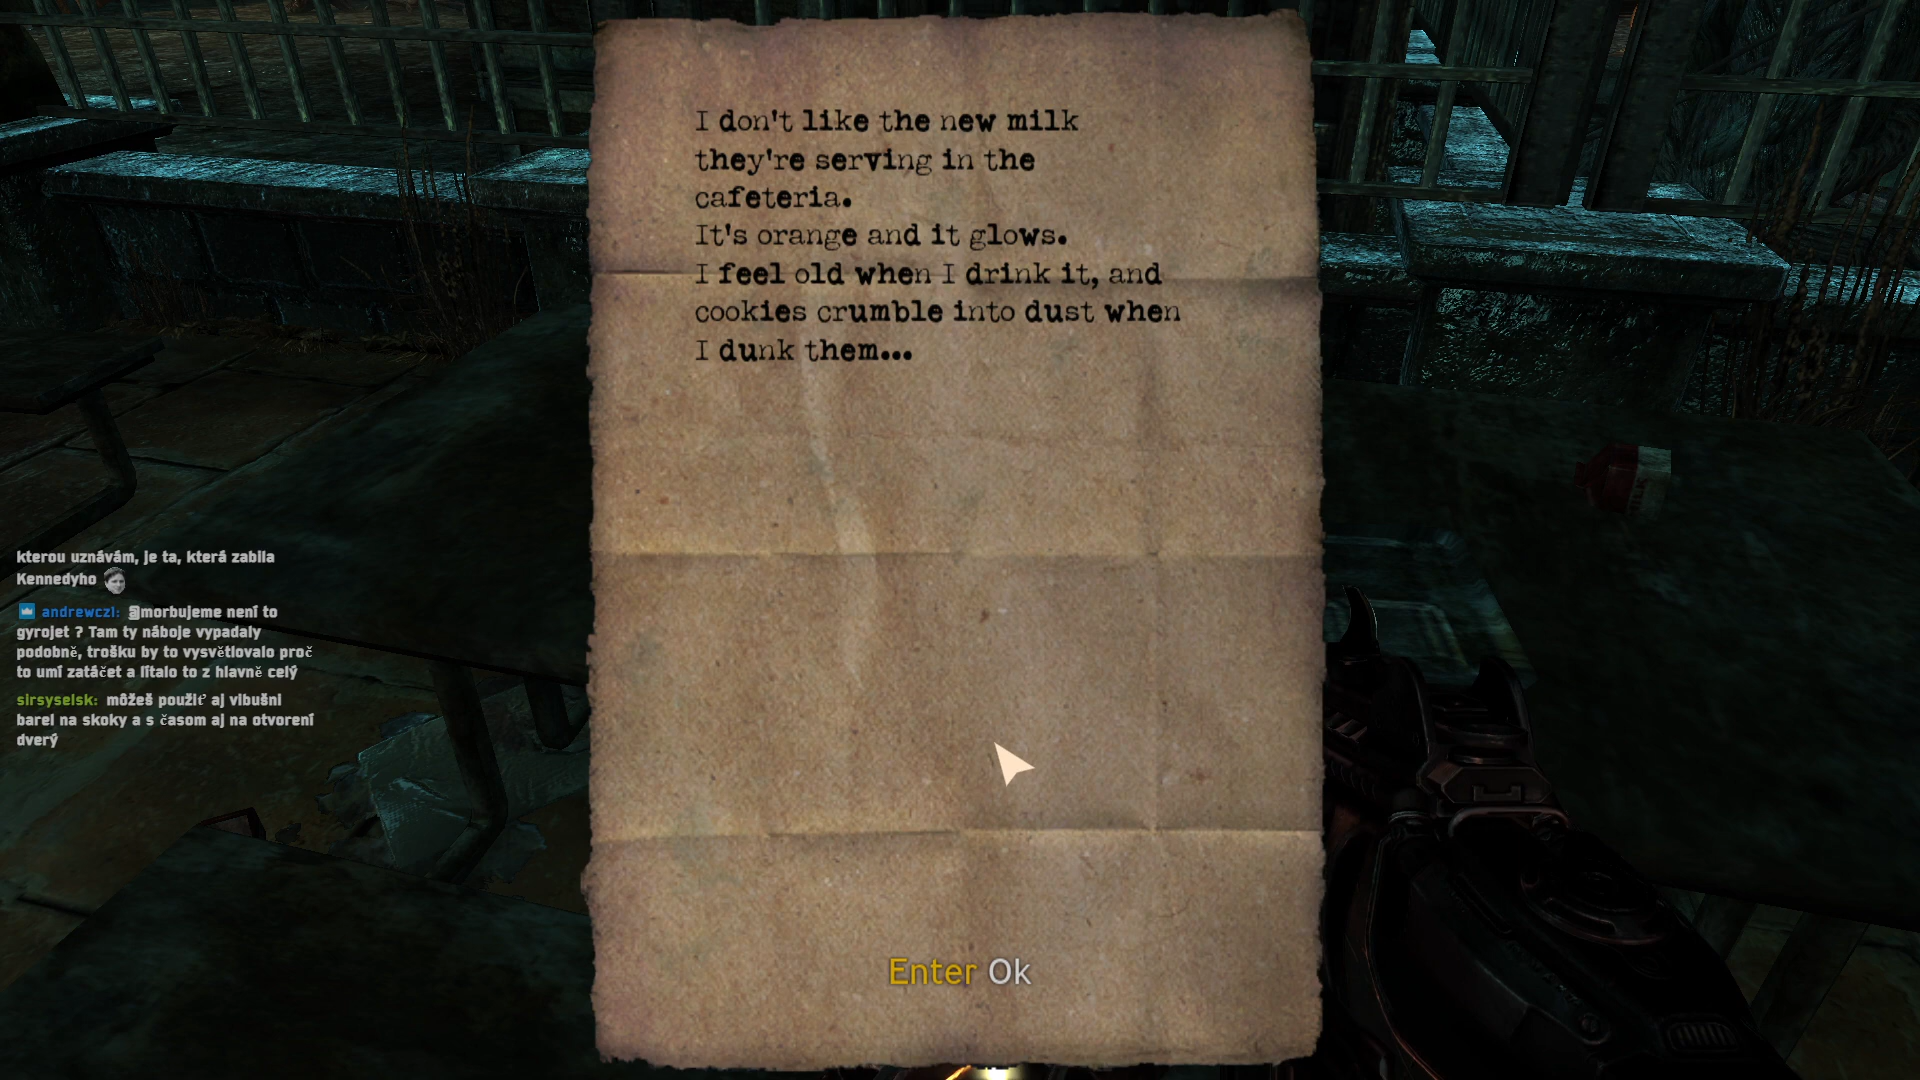 I don't like the new milk
they're serving in the
cafeteria.
It's orange and it glows.
I feel old when I drink it, and
cookies crumble into dust when
I dunk them...
Enter Ok
kterou uznávám, je ta, která zabila
Kennedyho
andrewczl: @morbujeme není to
gyrojet ? Tam ty náboje vypadaly
podobně, trošku by to vysvětlovalo proč
to umí zatáčet a lítalo to z hlavně celý
sirsyselsk: môžeš použiť aj vibušni
barel na skoky a s časom aj na otvorení
dverý